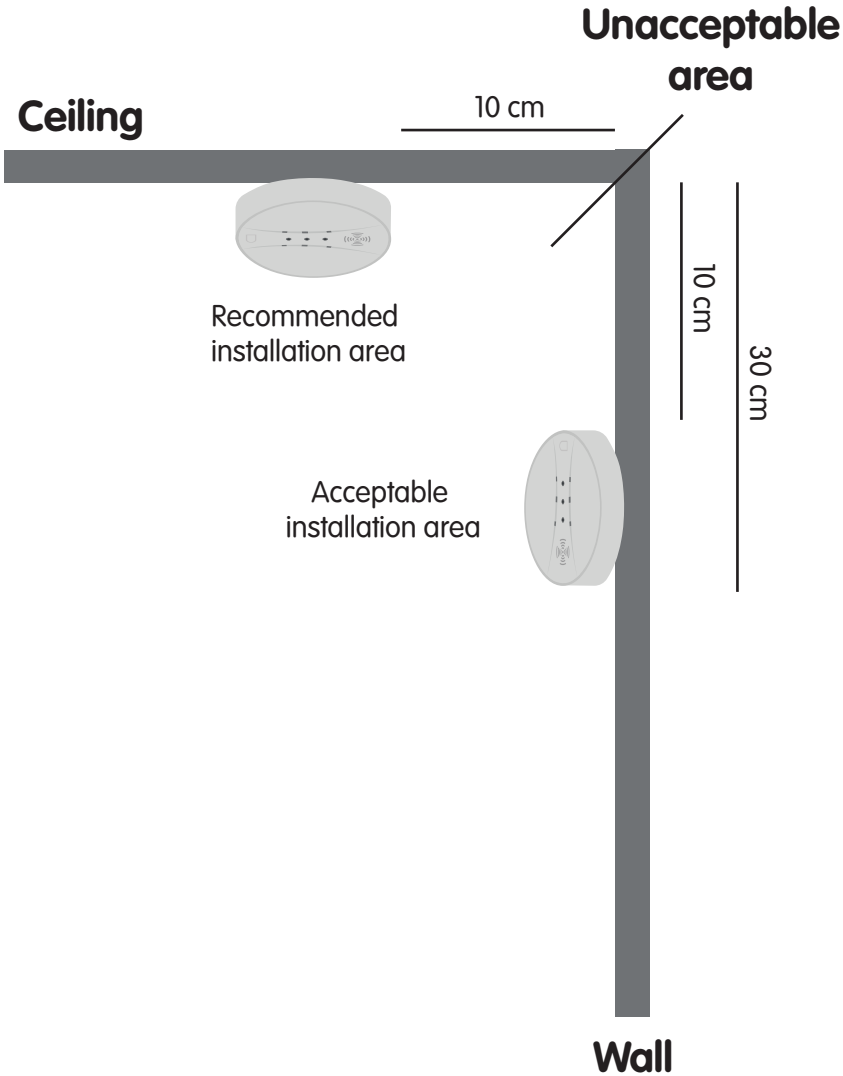 Unacceptable
area
10 cm
Ceiling
10 cm
30 cm
Recommended
installation area
Acceptable
installation area
Wall